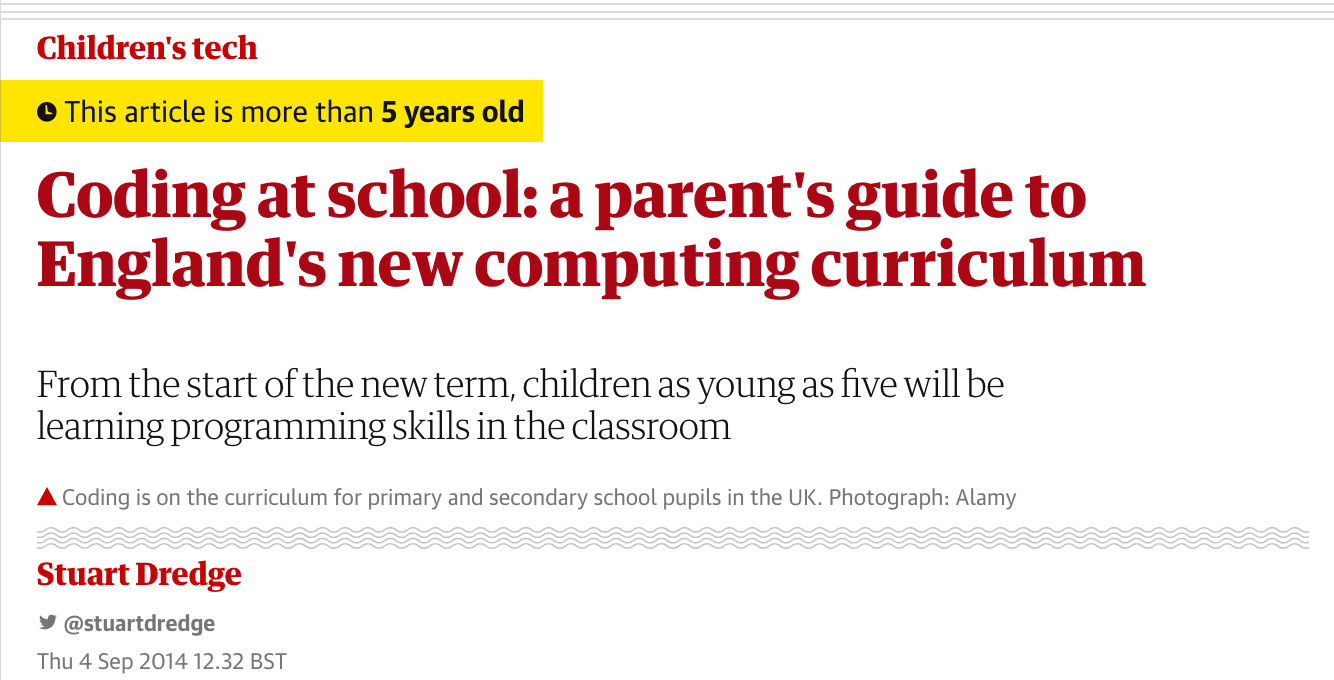 Children's tech
This article is more than 5 years old
Coding at school: a parent's guide to
England's new computing curriculum
From the start of the new term, children as young as five will be
learning programming skills in the classroom
Coding is on the curriculum for primary and secondary school pupils in the UK. Photograph: Alamy
Stuart Dredge
@stuartdredge
Thu 4 Sep 2014 12.32 BST